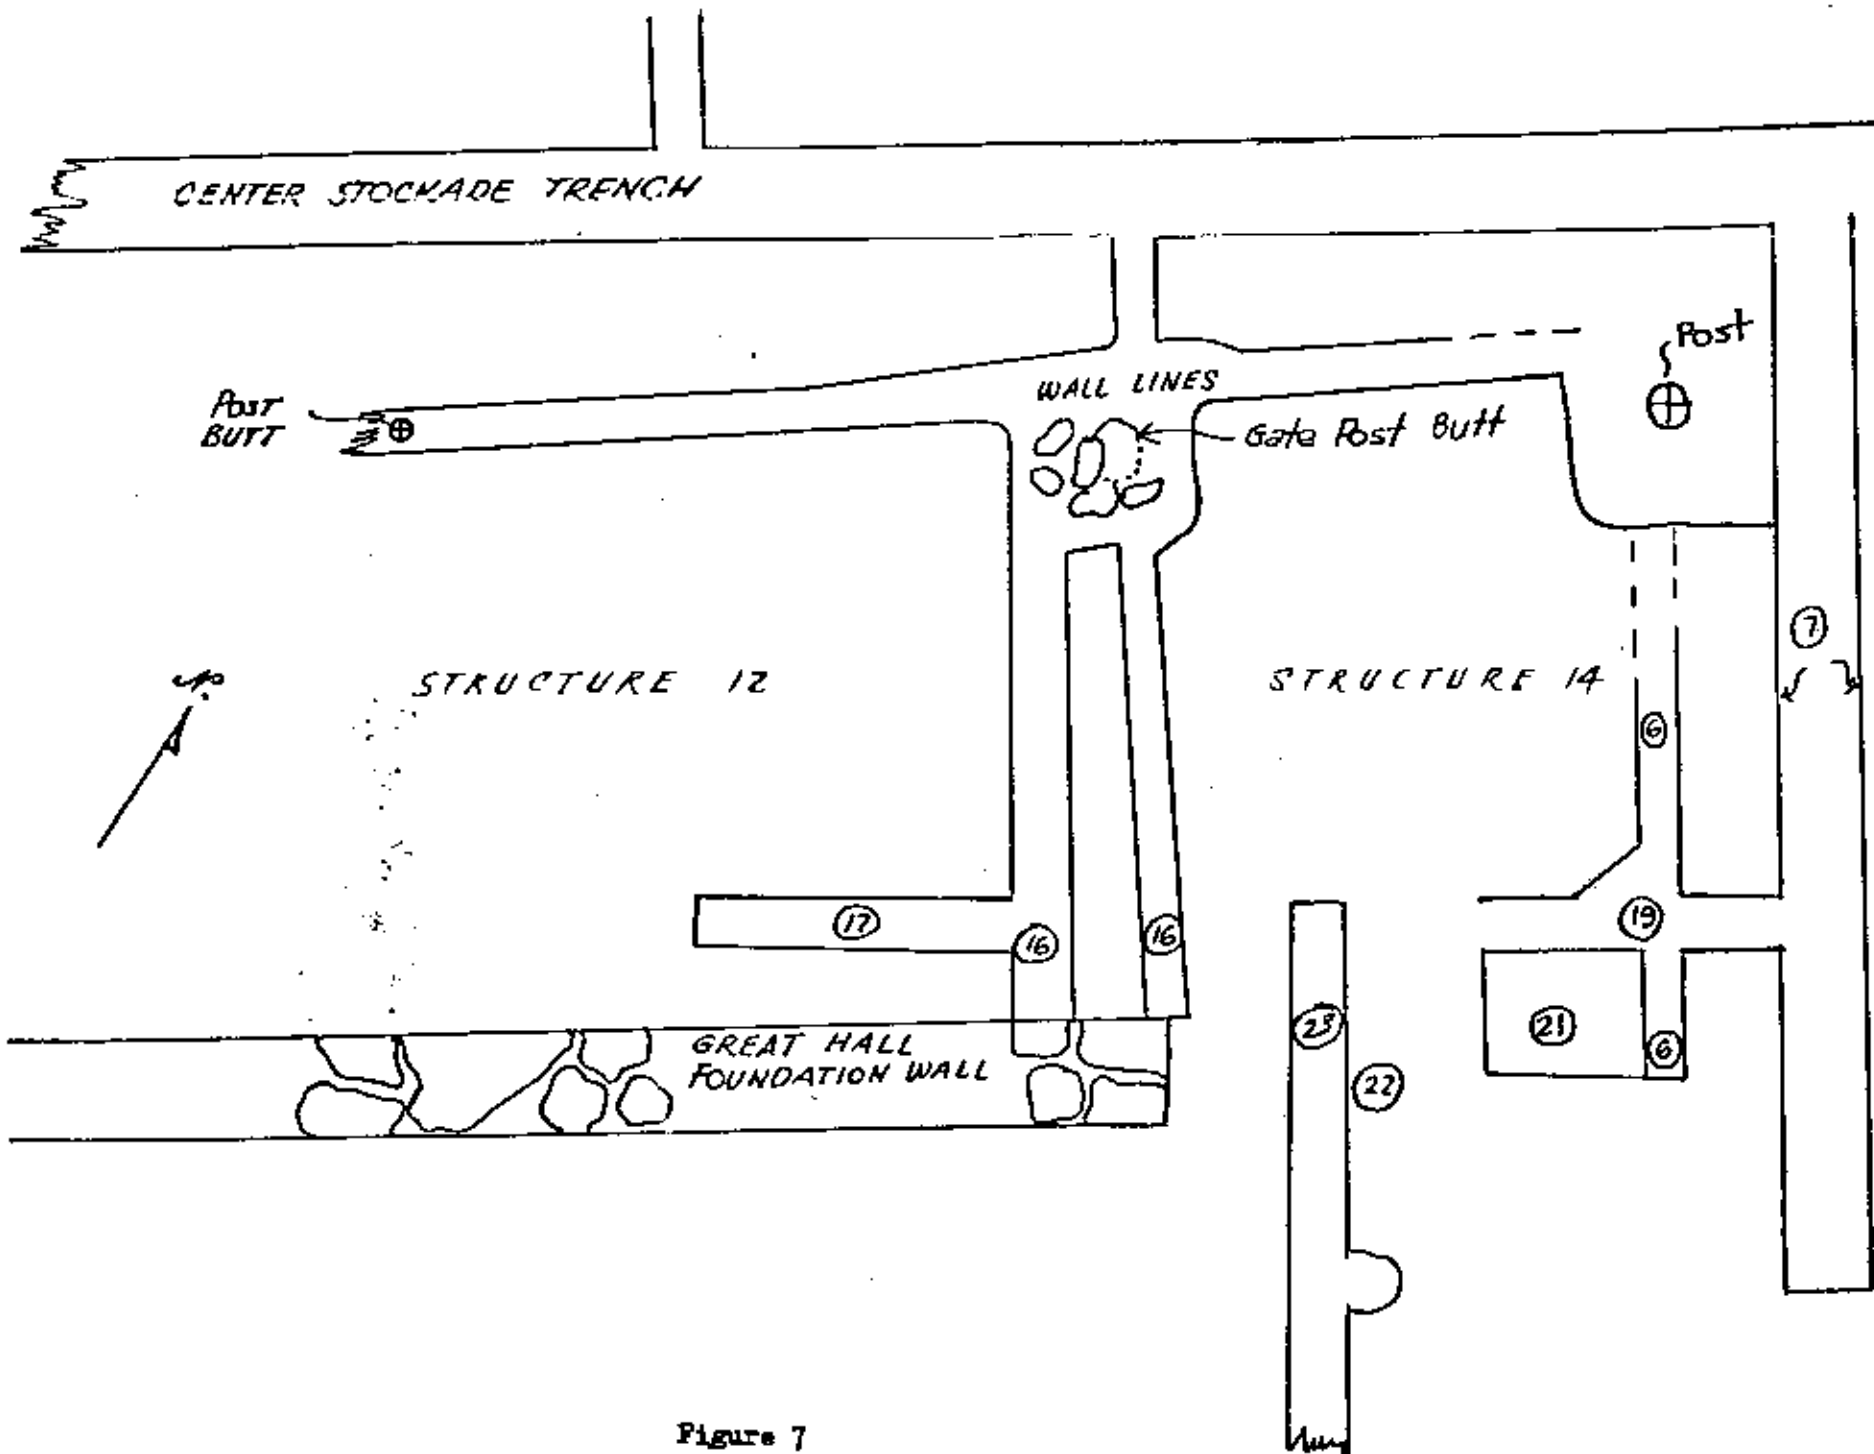 CENTER STOCKADE TRENCH
Post
POST
BUTT
WALL LINES
Gate Post Butt
7
N.
STRUCTURE 12
STRUCTURE 14
6
17
16
16
19
23
21
6
GREAT HALL
FOUNDATION WALL
22
Figure 7